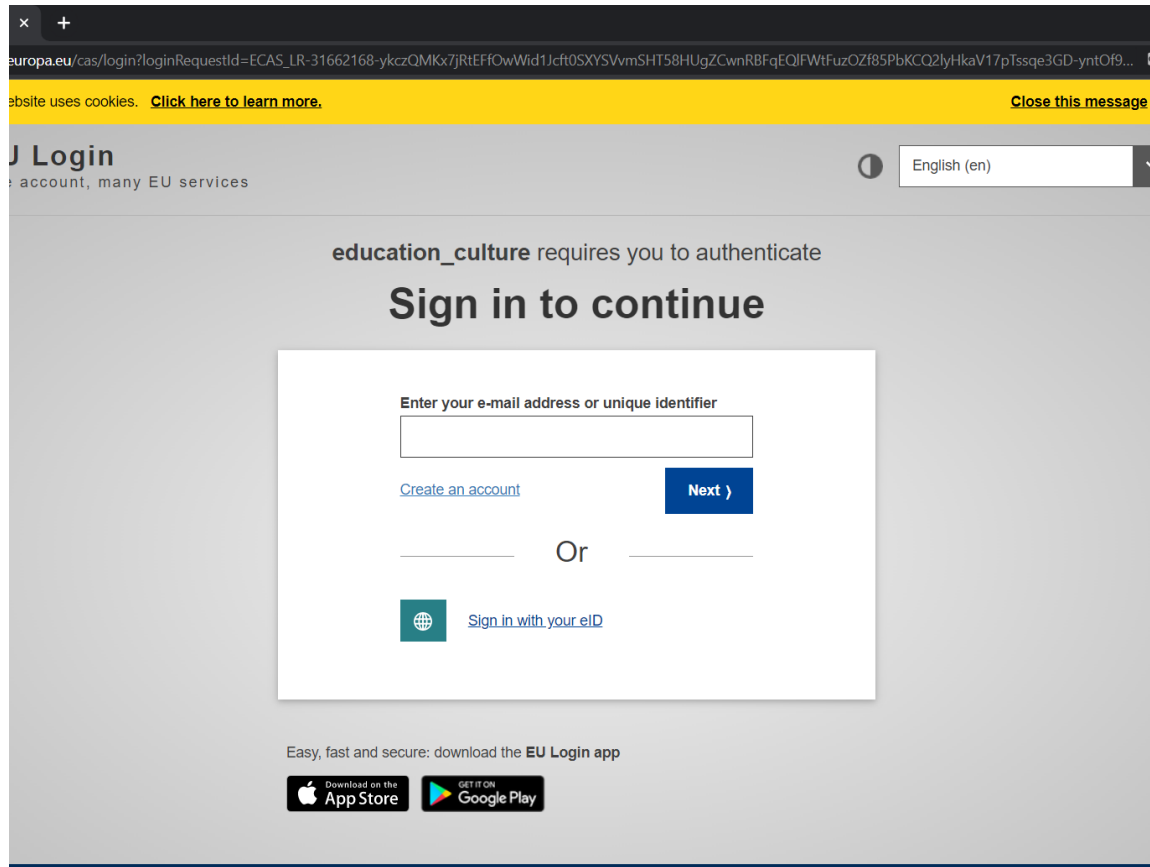 europa.eu/cas/login?loginRequestId=ECAS_LR-31662168-ykczQMKx7jRtEFfOwWid1Jcft0SXYSVvmSHT58HUgZCwnRBFqEQlFWtFuzOZf85PbKCQ2lyHkaV17pTssqe3GD-yntOf9...
ebsite uses cookies. Click here to learn more. Close this message
U Login
e account, many EU services
English (en)
education_culture requires you to authenticate
Sign in to continue
Enter your e-mail address or unique identifier
Create an account
Next ⟩
Or
Sign in with your eID
Easy, fast and secure: download the EU Login app
Download on the
App Store
GET IT ON
Google Play